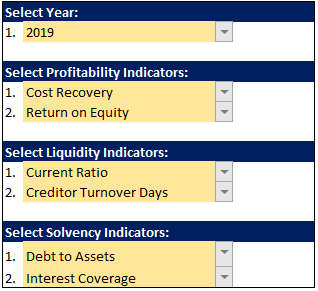 Select Year:
1. 2019
Select Profitability Indicators:
1. Cost Recovery
2. Return on Equity
Select Liquidity Indicators:
1. Current Ratio
2. Creditor Turnover Days
Select Solvency Indicators:
1. Debt to Assets
2. Interest Coverage